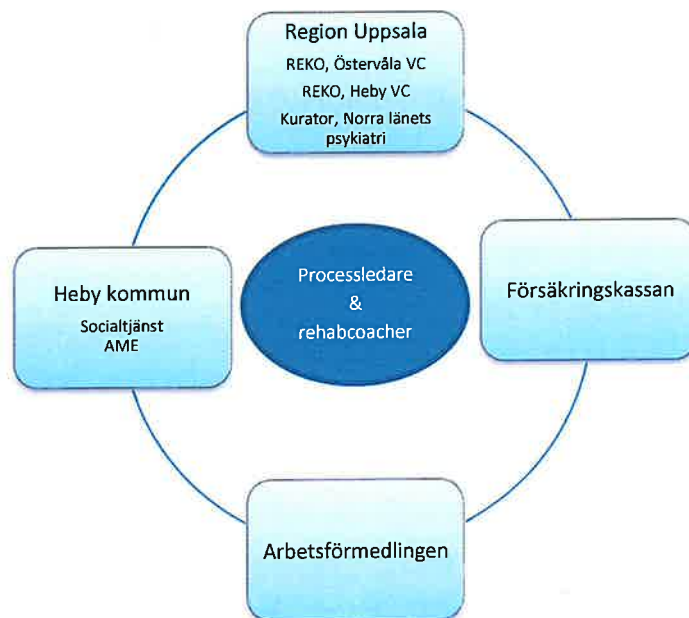 Region Uppsala
REKO, Östervåla VC
REKO, Heby VC
Kurator, Norra länets
psykiatri
Heby kommun
Socialtjänst
AME
Processledare
&
rehabcoacher
Försäkringskassan
Arbetsförmedlingen